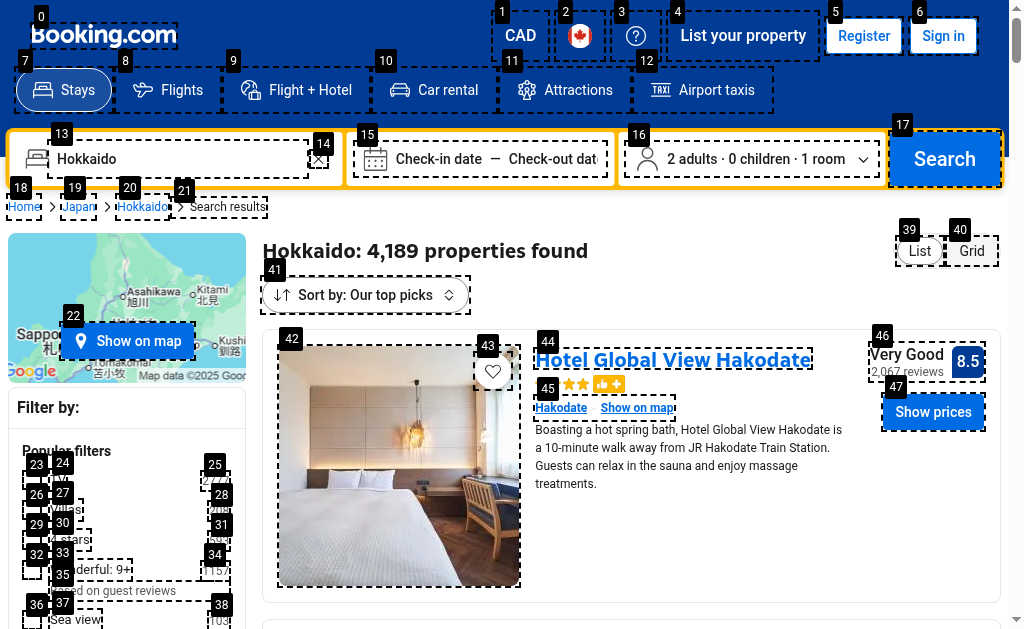 0
Booking.com
1
CAD
2
3
4
List your property
5
Register
6
Sign in
7
Stays
8
Flights
9
Flight + Hotel
10
Car rental
11
Attractions
12
Airport taxis
13
Hokkaido
14
15
Check-in date — Check-out dat
16
2 adults · 0 children · 1 room
17
Search
18
Home
19
Japan
20
Hokkaido
21
Search results
Asahikawa
旭川
Kitami
北見
Sappo
札
Kushi
釧路
Tomakomai
苫小牧
22
Show on map
Google
Map data ©2025 Goog
Filter by:
Popular filters
23
24
25
26
27
Villas
28
29
30
4 stars
31
593
32
33
derful: 9+
34
1157
35
Based on guest reviews
36
37
Sea view
38
103
Hokkaido: 4,189 properties found
39
List
40
Grid
41
Sort by: Our top picks
42
43
44
Hotel Global View Hakodate
45
Hakodate
Show on map
Boasting a hot spring bath, Hotel Global View Hakodate is
a 10-minute walk away from JR Hakodate Train Station.
Guests can relax in the sauna and enjoy massage
treatments.
46
Very Good
2,067 reviews
8.5
47
Show prices